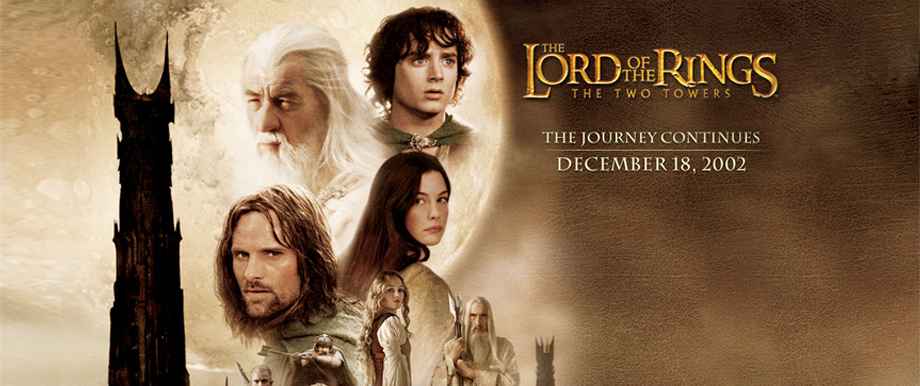 THE
LORD OF THE RINGS
THE TWO TOWERS
THE JOURNEY CONTINUES
DECEMBER 18, 2002